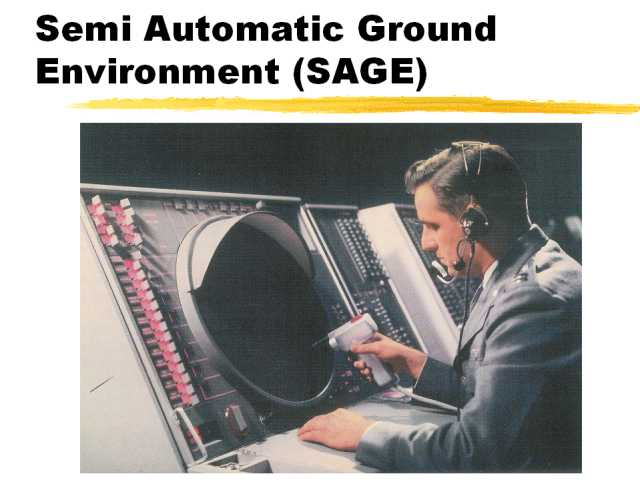 Semi Automatic Ground
Environment (SAGE)